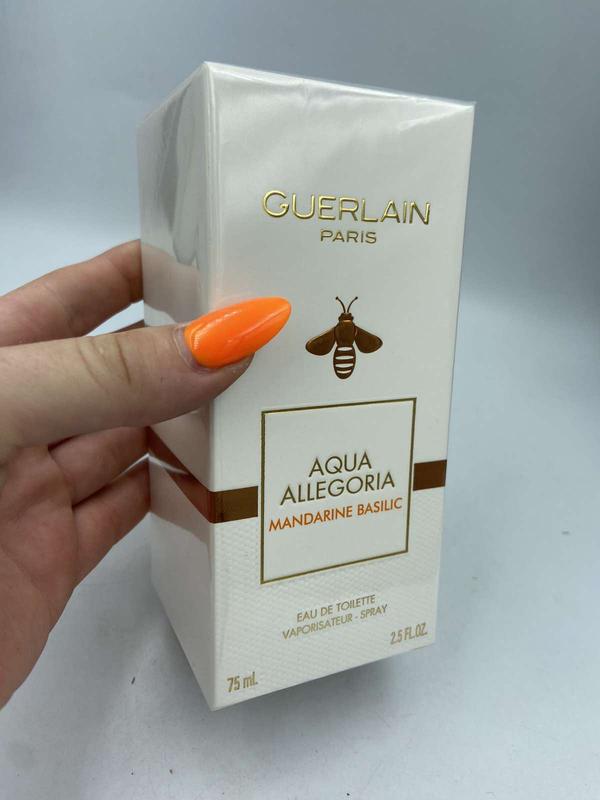 GUERLAIN
PARIS
AQUA
ALLEGORIA
MANDARINE BASILIC
EAU DE TOILETTE
VAPORISATEUR - SPRAY
75 ml. 2.5 FL.OZ.